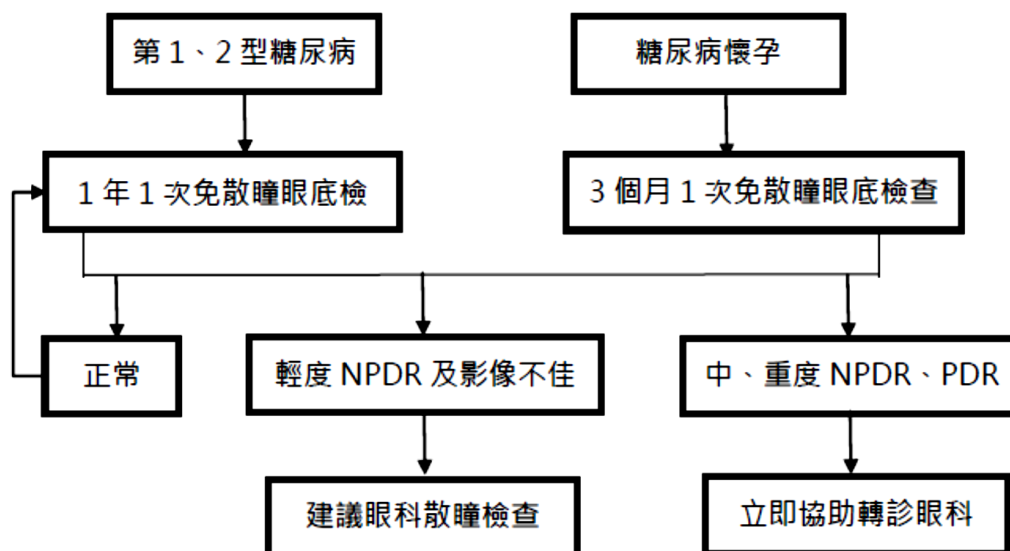 第 1、2 型糖尿病
糖尿病懷孕
1 年 1 次免散瞳眼底檢
3 個月 1 次免散瞳眼底檢查
正常
輕度 NPDR 及影像不佳
中、重度 NPDR、PDR
建議眼科散瞳檢查
立即協助轉診眼科